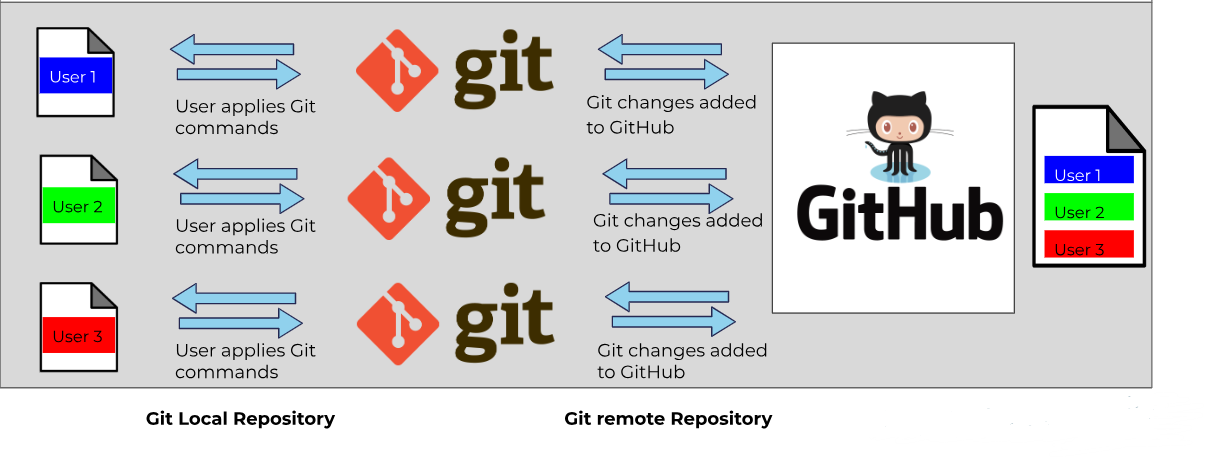 User 1
User applies Git
commands
git
Git changes added
to GitHub
User 2
User applies Git
commands
git
Git changes added
to GitHub
User 3
User applies Git
commands
git
Git changes added
to GitHub
GitHub
User 1
User 2
User 3
Git Local Repository
Git remote Repository